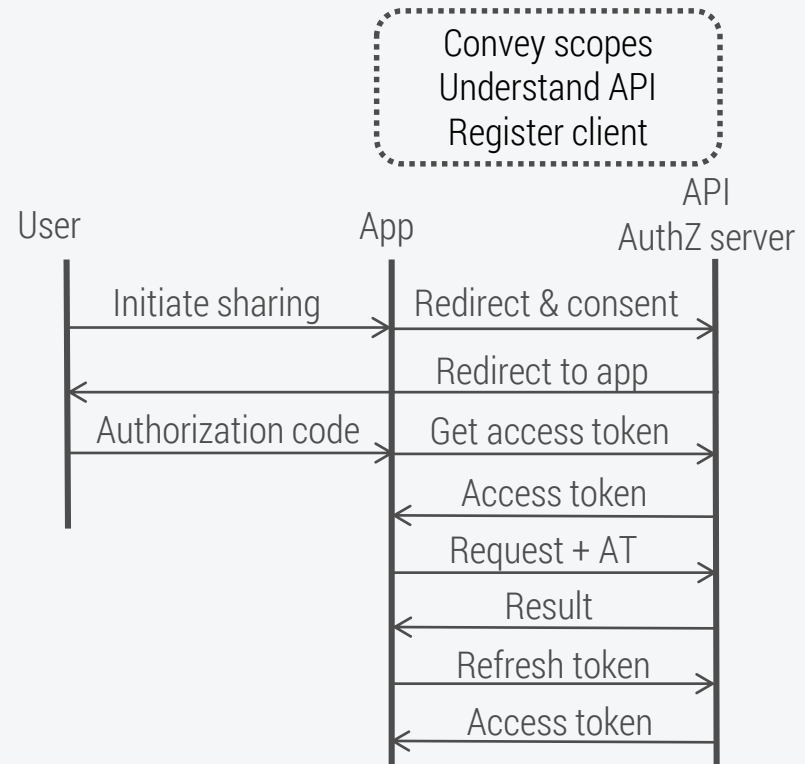 Convey scopes
Understand API
Register client
User
App
API
AuthZ server
Initiate sharing
Redirect & consent
Redirect to app
Authorization code
Get access token
Access token
Request + AT
Result
Refresh token
Access token